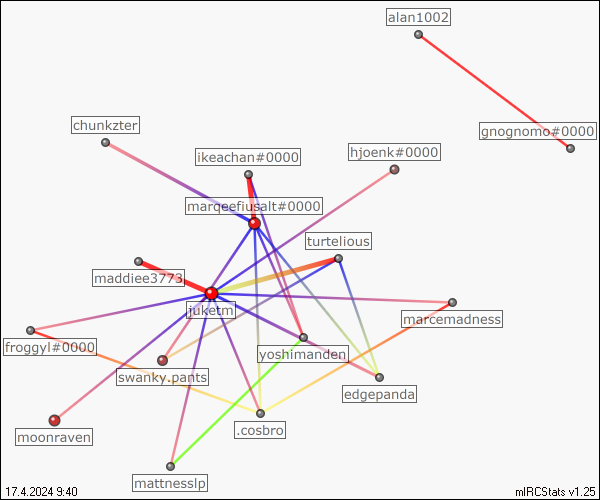 alan1002
chunkzter
gnognomo#0000
ikeachan#0000
hjoenk#0000
marqeefiusalt#0000
turtelious
maddiee3773
juketm
marcemadness
froggyl#0000
yoshimanden
swanky.pants
edgepanda
moonraven
.cosbro
mattnesslp
17.4.2024 9:40
mIRCStats v1.25